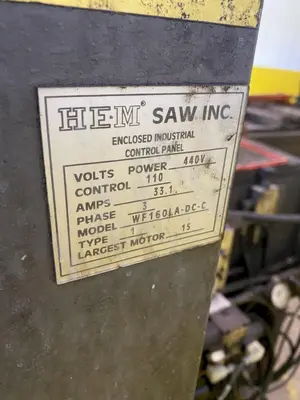 HE·M® SAW INC.
ENCLOSED INDUSTRIAL
CONTROL PANEL
VOLTS POWER 440V
CONTROL 110
AMPS 33.1
PHASE 3
MODEL WF160LA-DC-C
TYPE 1
LARGEST MOTOR 15